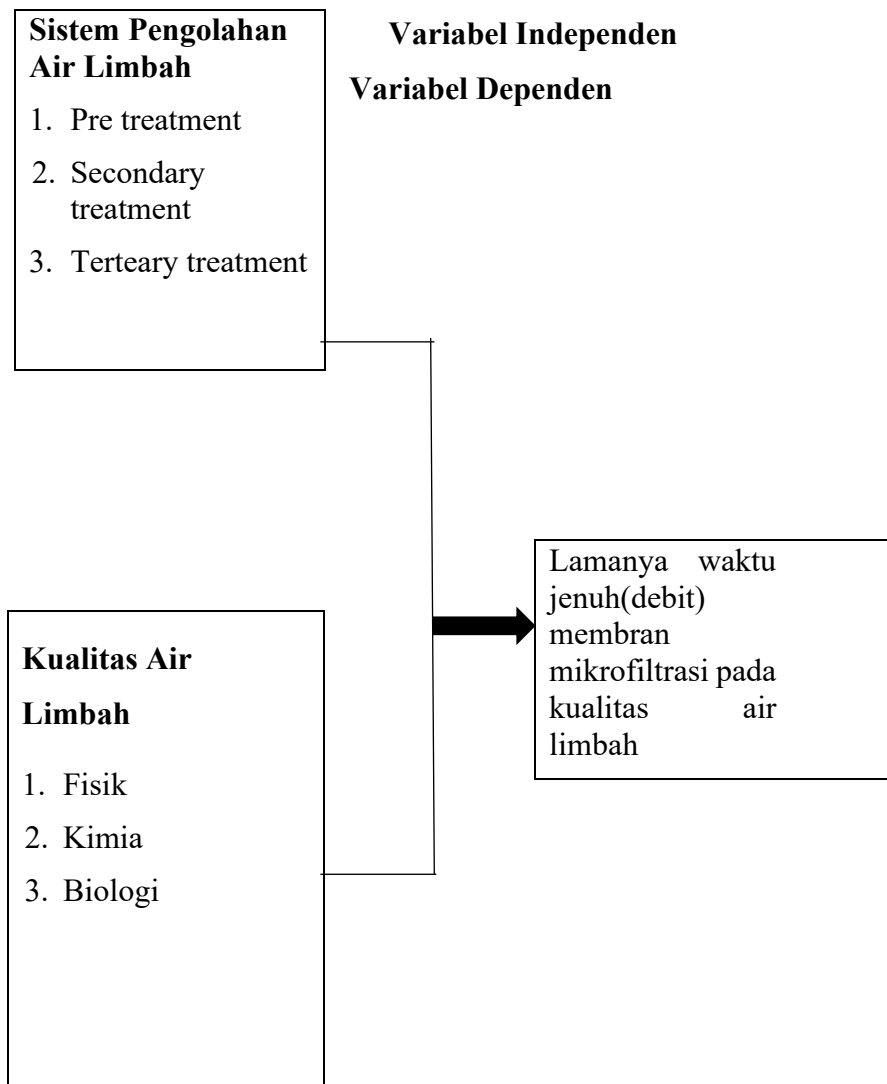 Sistem Pengolahan
Air Limbah
1. Pre treatment
2. Secondary
treatment
3. Terteary treatment
Variabel Independen
Variabel Dependen
Kualitas Air
Limbah
1. Fisik
2. Kimia
3. Biologi
Lamanya waktu
jenuh(debit)
membran
mikrofiltrasi pada
kualitas air
limbah